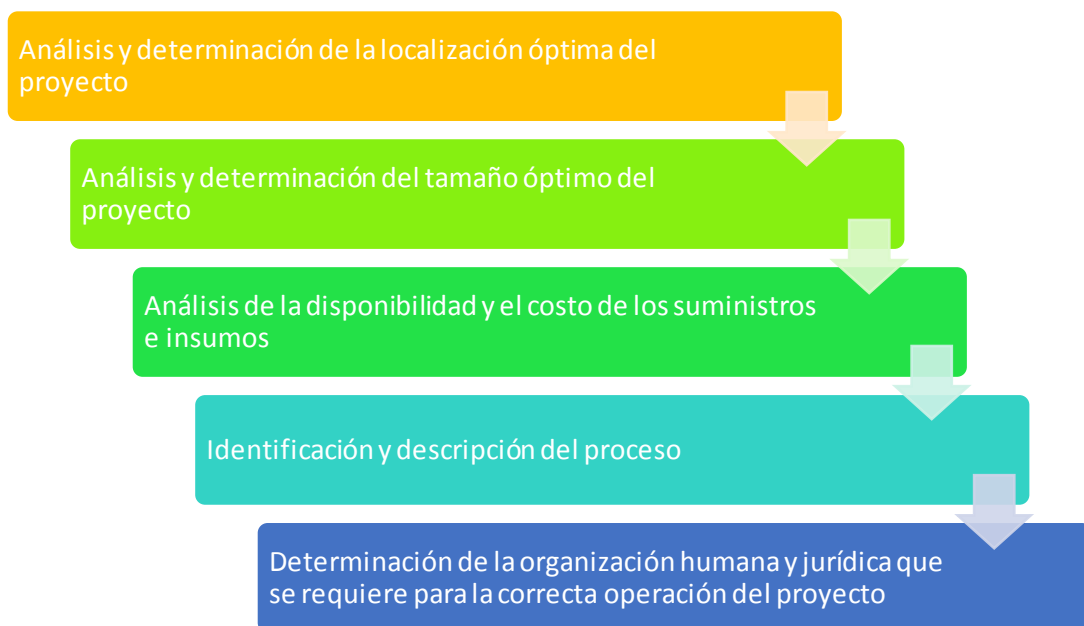 Análisis y determinación de la localización óptima del
proyecto
Análisis y determinación del tamaño óptimo del
proyecto
Análisis de la disponibilidad y el costo de los suministros
e insumos
Identificación y descripción del proceso
Determinación de la organización humana y jurídica que
se requiere para la correcta operación del proyecto